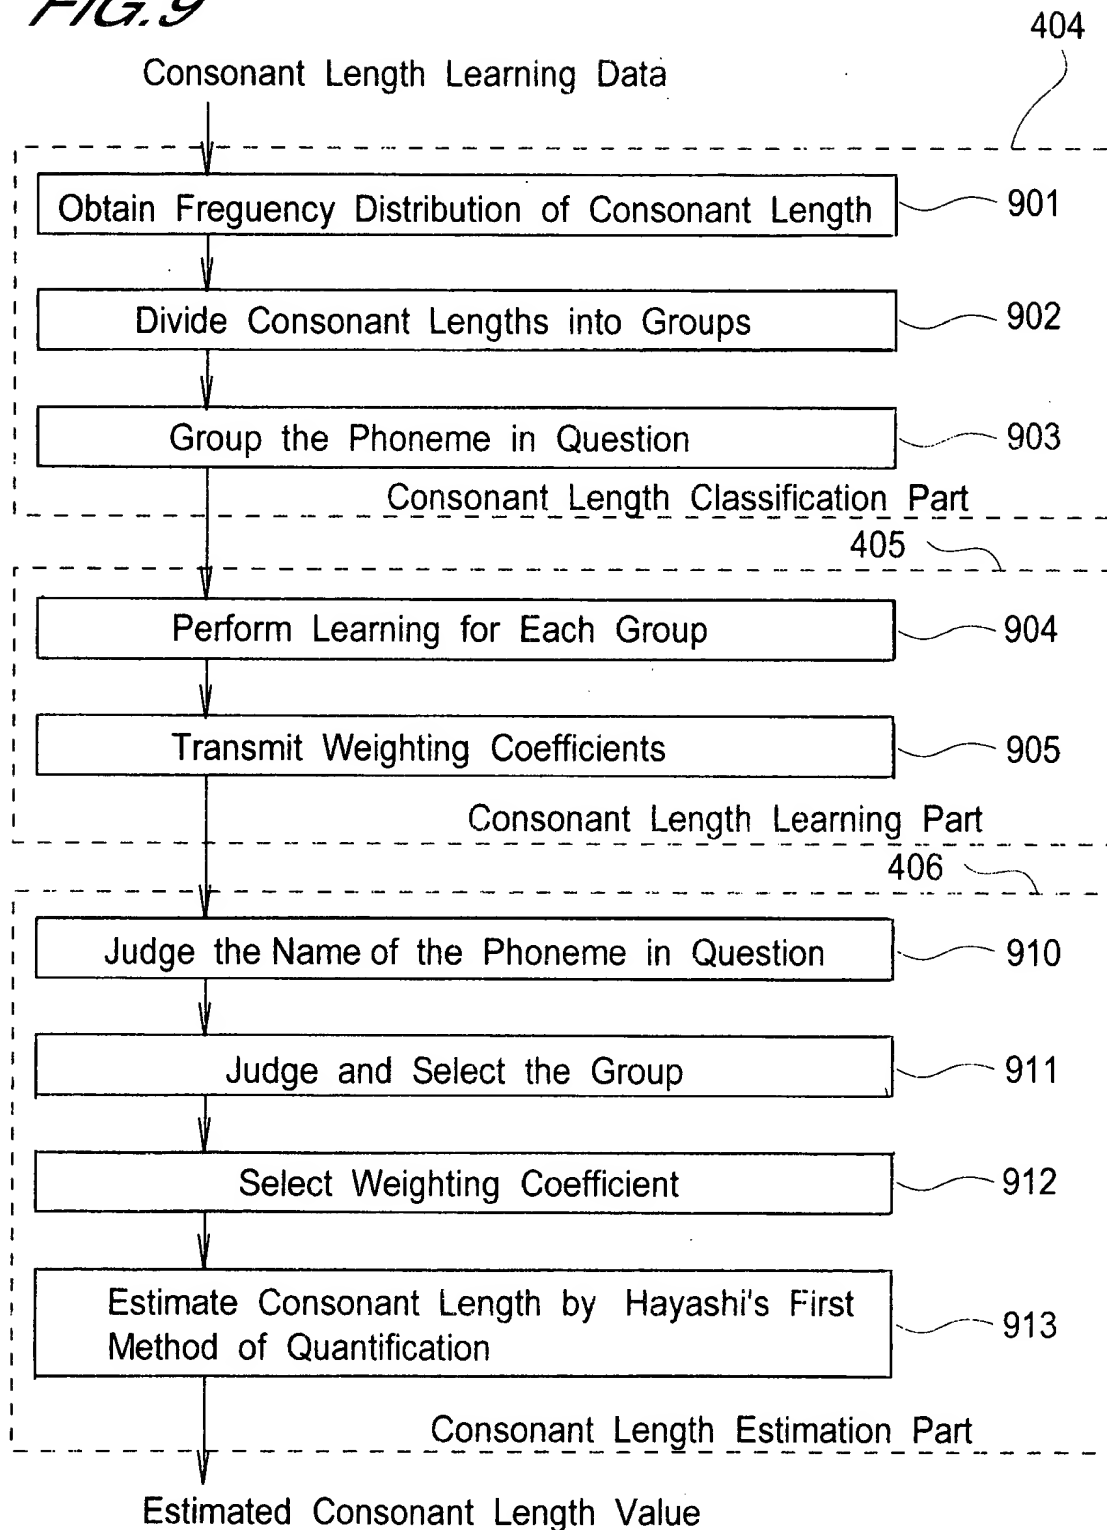 FIG.9
404
Consonant Length Learning Data
Obtain Freguency Distribution of Consonant Length
901
Divide Consonant Lengths into Groups
902
Group the Phoneme in Question
903
Consonant Length Classification Part
405
Perform Learning for Each Group
904
Transmit Weighting Coefficients
905
Consonant Length Learning Part
406
Judge the Name of the Phoneme in Question
910
Judge and Select the Group
911
Select Weighting Coefficient
912
Estimate Consonant Length by Hayashi's First
Method of Quantification
913
Consonant Length Estimation Part
Estimated Consonant Length Value